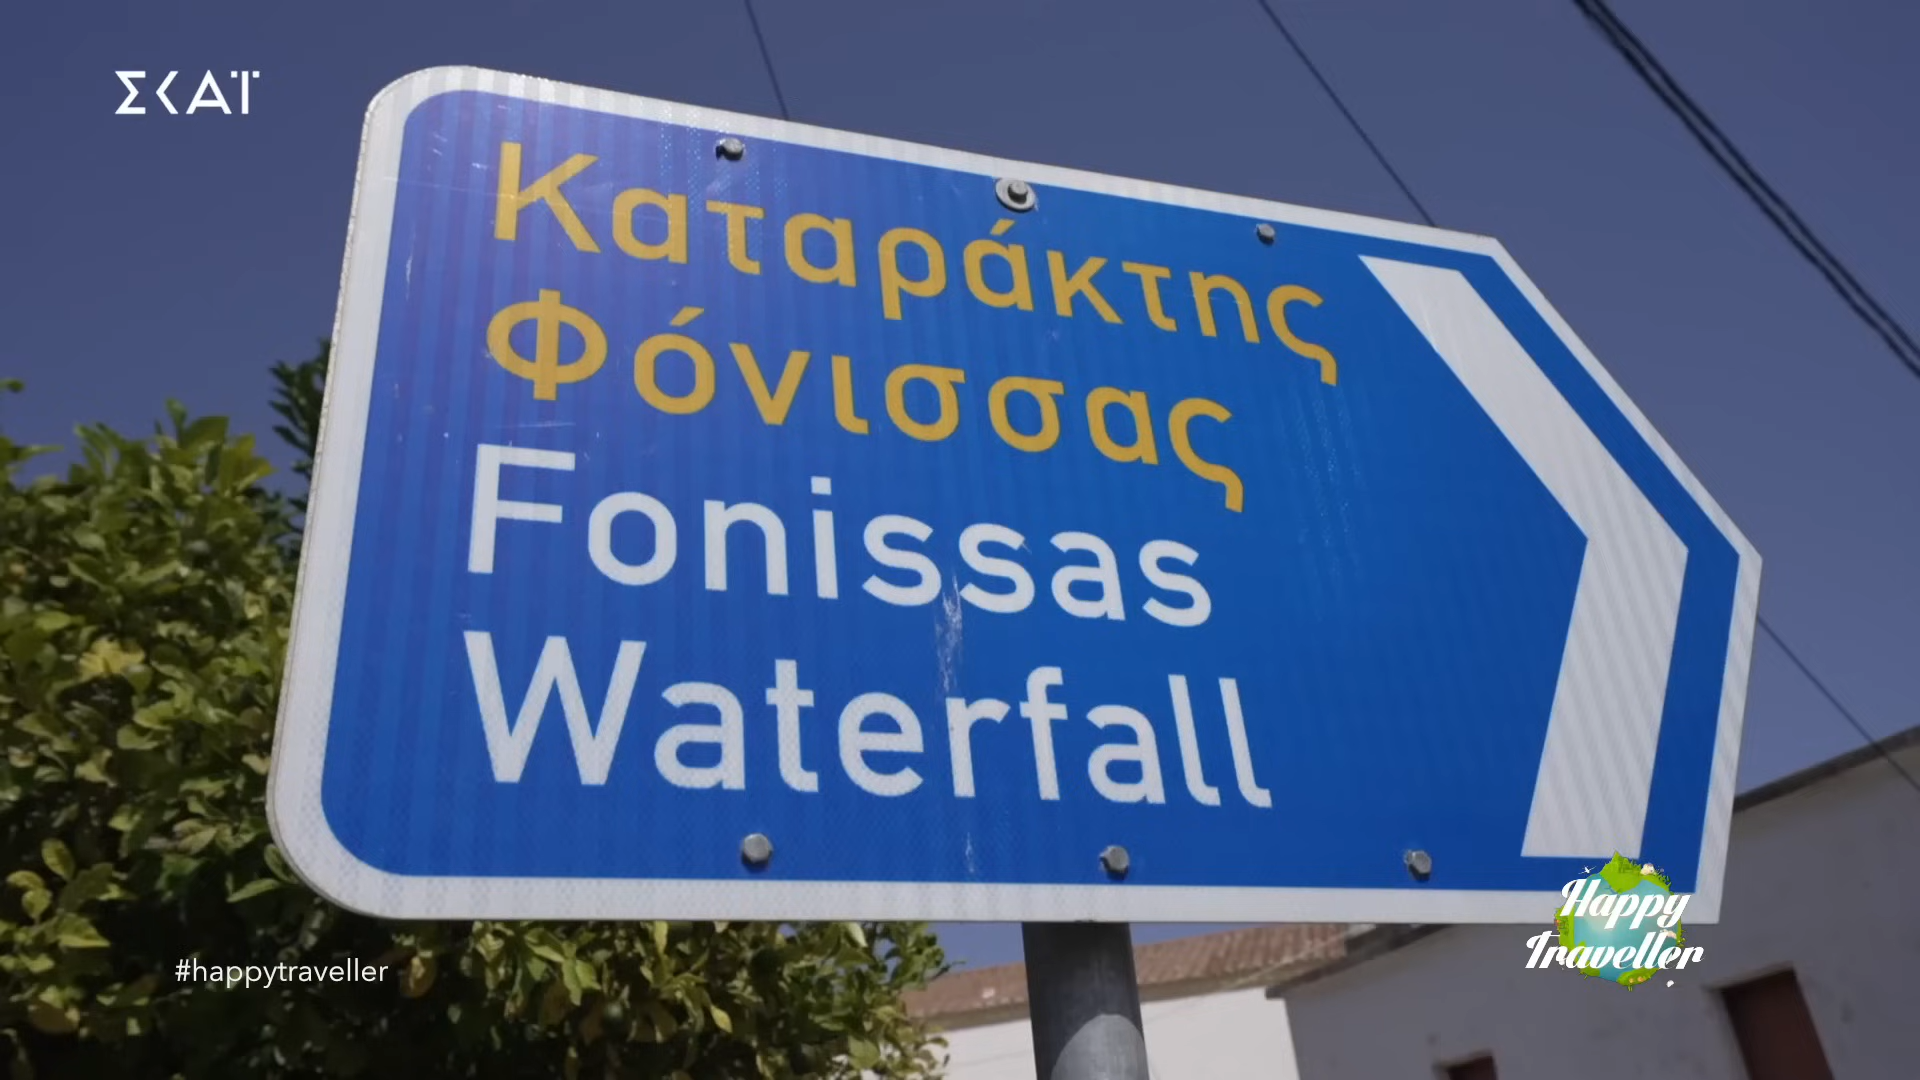 ΣΚΑΪ
Καταράκτης
Φόνισσας
Fonissas
Waterfall
Happy
Traveller
#happytraveller